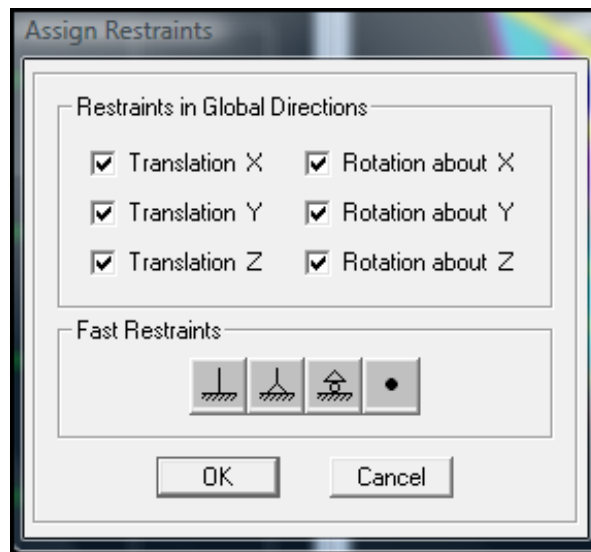 Assign Restraints
Restraints in Global Directions
Translation X Rotation about X
Translation Y Rotation about Y
Translation Z Rotation about Z
Fast Restraints
OK Cancel